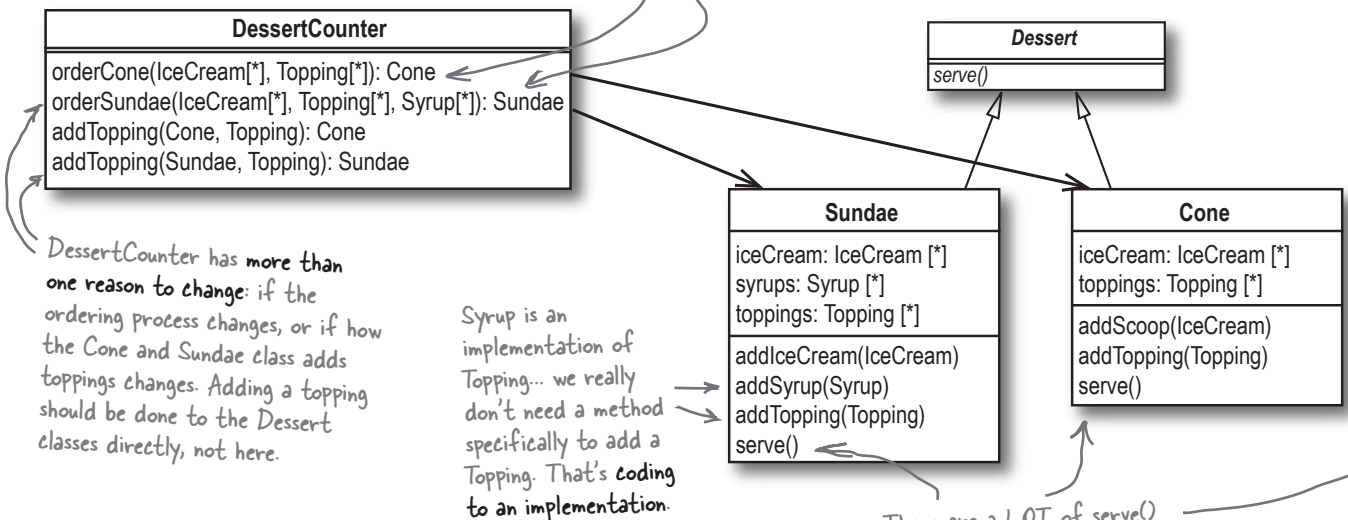 DessertCounter
orderCone(IceCream[*], Topping[*]): Cone
orderSundae(IceCream[*], Topping[*], Syrup[*]): Sundae
addTopping(Cone, Topping): Cone
addTopping(Sundae, Topping): Sundae
Dessert
serve()
Sundae
iceCream: IceCream [*]
syrups: Syrup [*]
toppings: Topping [*]
addIceCream(IceCream)
addSyrup(Syrup)
addTopping(Topping)
serve()
Cone
iceCream: IceCream [*]
toppings: Topping [*]
addScoop(IceCream)
addTopping(Topping)
serve()
DessertCounter has more than
one reason to change: if the
ordering process changes, or if how
the Cone and Sundae class adds
toppings changes. Adding a topping
should be done to the Dessert
classes directly, not here.
Syrup is an
implementation of
Topping... we really
don't need a method
specifically to add a
Topping. That's coding
to an implementation.
a LOT of serve()